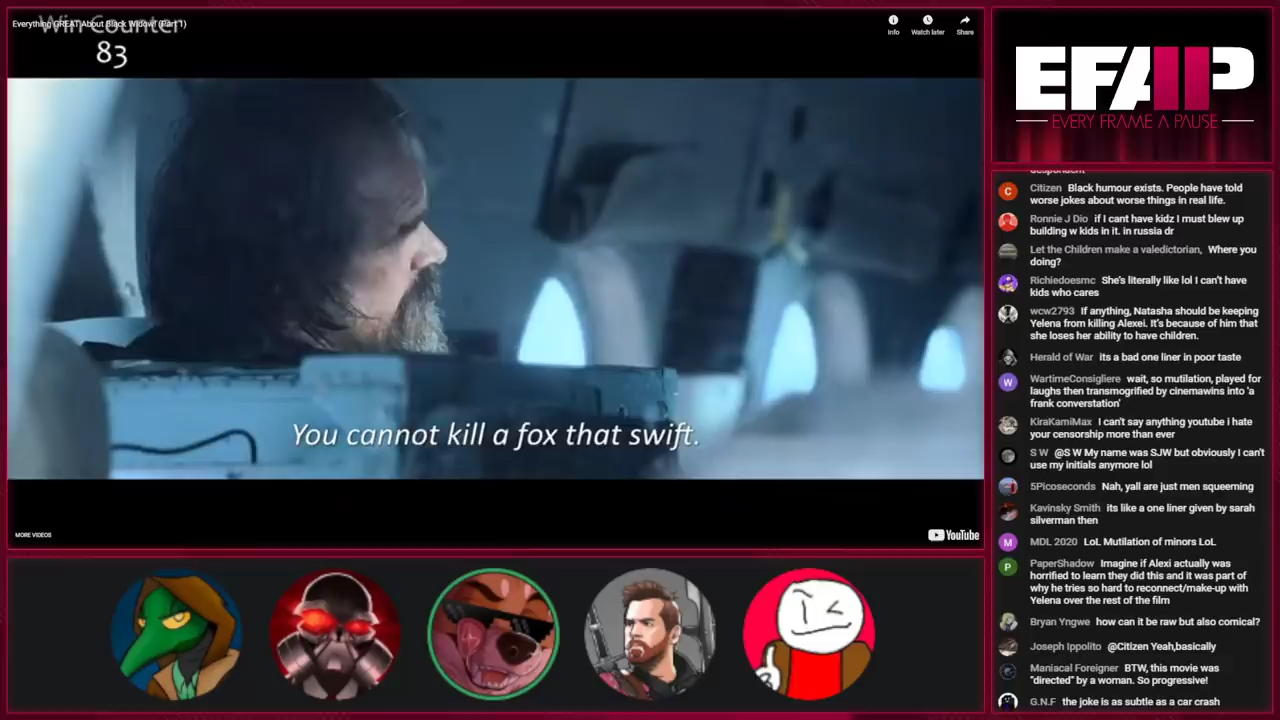 Everything GREAT About Black Widow! (Part 1)
Win Counter
83
Info
Watch later
Share
You cannot kill a fox that swift.
MORE VIDEOS
YouTube
EFAP
EVERY FRAME A PAUSE
despondent
C
Citizen Black humour exists. People have told
worse jokes about worse things in real life.
Ronnie J Dio if I cant have kidz I must blew up
building w kids in it. in russia dr
Let the Children make a valedictorian, Where you
doing?
Richiedoesmc She's literally like lol I can't have
kids who cares
wcw2793 If anything, Natasha should be keeping
Yelena from killing Alexei. It's because of him that
she loses her ability to have children.
Herald of War its a bad one liner in poor taste
W
WartimeConsigliere wait, so mutilation, played for
laughs then transmogrified by cinemawins into 'a
frank converstation'
KiraKamiMax I can't say anything youtube i hate
your censorship more than ever
S W @S W My name was SJW but obviously I can't
use my initials anymore lol
5Picoseconds Nah, yall are just men squeeming
Kavinsky Smith its like a one liner given by sarah
silverman then
M
MDL 2020 LoL Mutilation of minors LoL
P
PaperShadow Imagine if Alexi actually was
horrified to learn they did this and it was part of
why he tries so hard to reconnect/make-up with
Yelena over the rest of the film
Bryan Yngwe how can it be raw but also comical?
Joseph Ippolito @Citizen Yeah,basically
Maniacal Foreigner BTW, this movie was
"directed" by a woman. So progressive!
G.N.F the joke is as subtle as a car crash